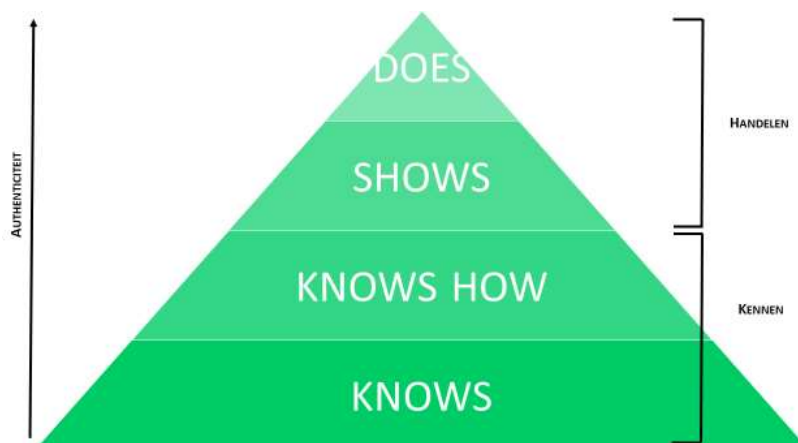 DOES
HANDELEN
SHOWS
AUTHENTICITEIT
KNOWS HOW
KENNEN
KNOWS